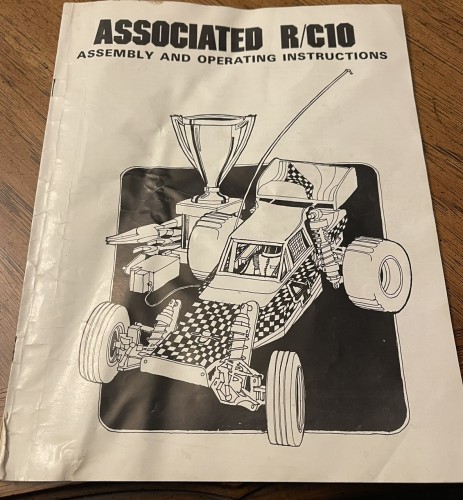 ASSOCIATED R/C10
ASSEMBLY AND OPERATING INSTRUCTIONS